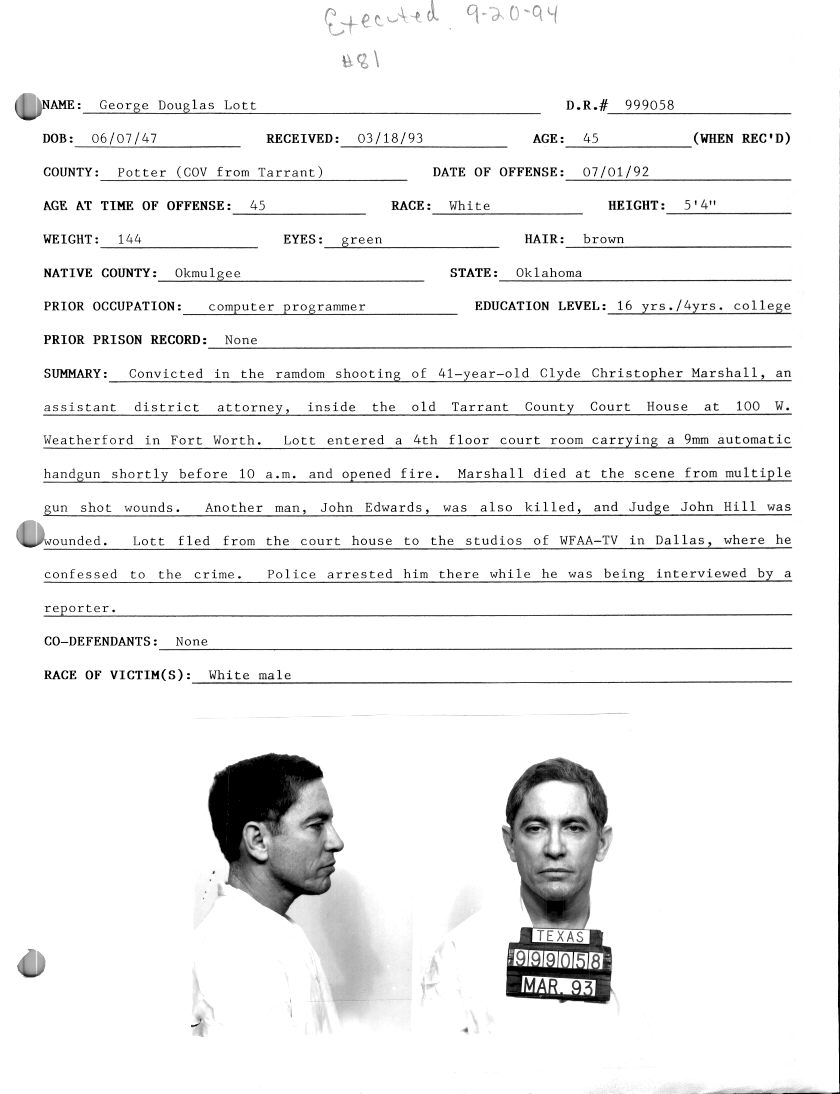 Executed 9-20-94
#81
NAME: George Douglas Lott D.R.# 999058
DOB: 06/07/47 RECEIVED: 03/18/93 AGE: 45 (WHEN REC'D)
COUNTY: Potter (COV from Tarrant) DATE OF OFFENSE: 07/01/92
AGE AT TIME OF OFFENSE: 45 RACE: White HEIGHT: 5'4"
WEIGHT: 144 EYES: green HAIR: brown
NATIVE COUNTY: Okmulgee STATE: Oklahoma
PRIOR OCCUPATION: computer programmer EDUCATION LEVEL: 16 yrs./4yrs. college
PRIOR PRISON RECORD: None
SUMMARY: Convicted in the ramdom shooting of 41-year-old Clyde Christopher Marshall, an
assistant district attorney, inside the old Tarrant County Court House at 100 W.
Weatherford in Fort Worth. Lott entered a 4th floor court room carrying a 9mm automatic
handgun shortly before 10 a.m. and opened fire. Marshall died at the scene from multiple
gun shot wounds. Another man, John Edwards, was also killed, and Judge John Hill was
wounded. Lott fled from the court house to the studios of WFAA-TV in Dallas, where he
confessed to the crime. Police arrested him there while he was being interviewed by a
reporter.
CO-DEFENDANTS: None
RACE OF VICTIM(S): White male
TEXAS
999058
MAR. 93